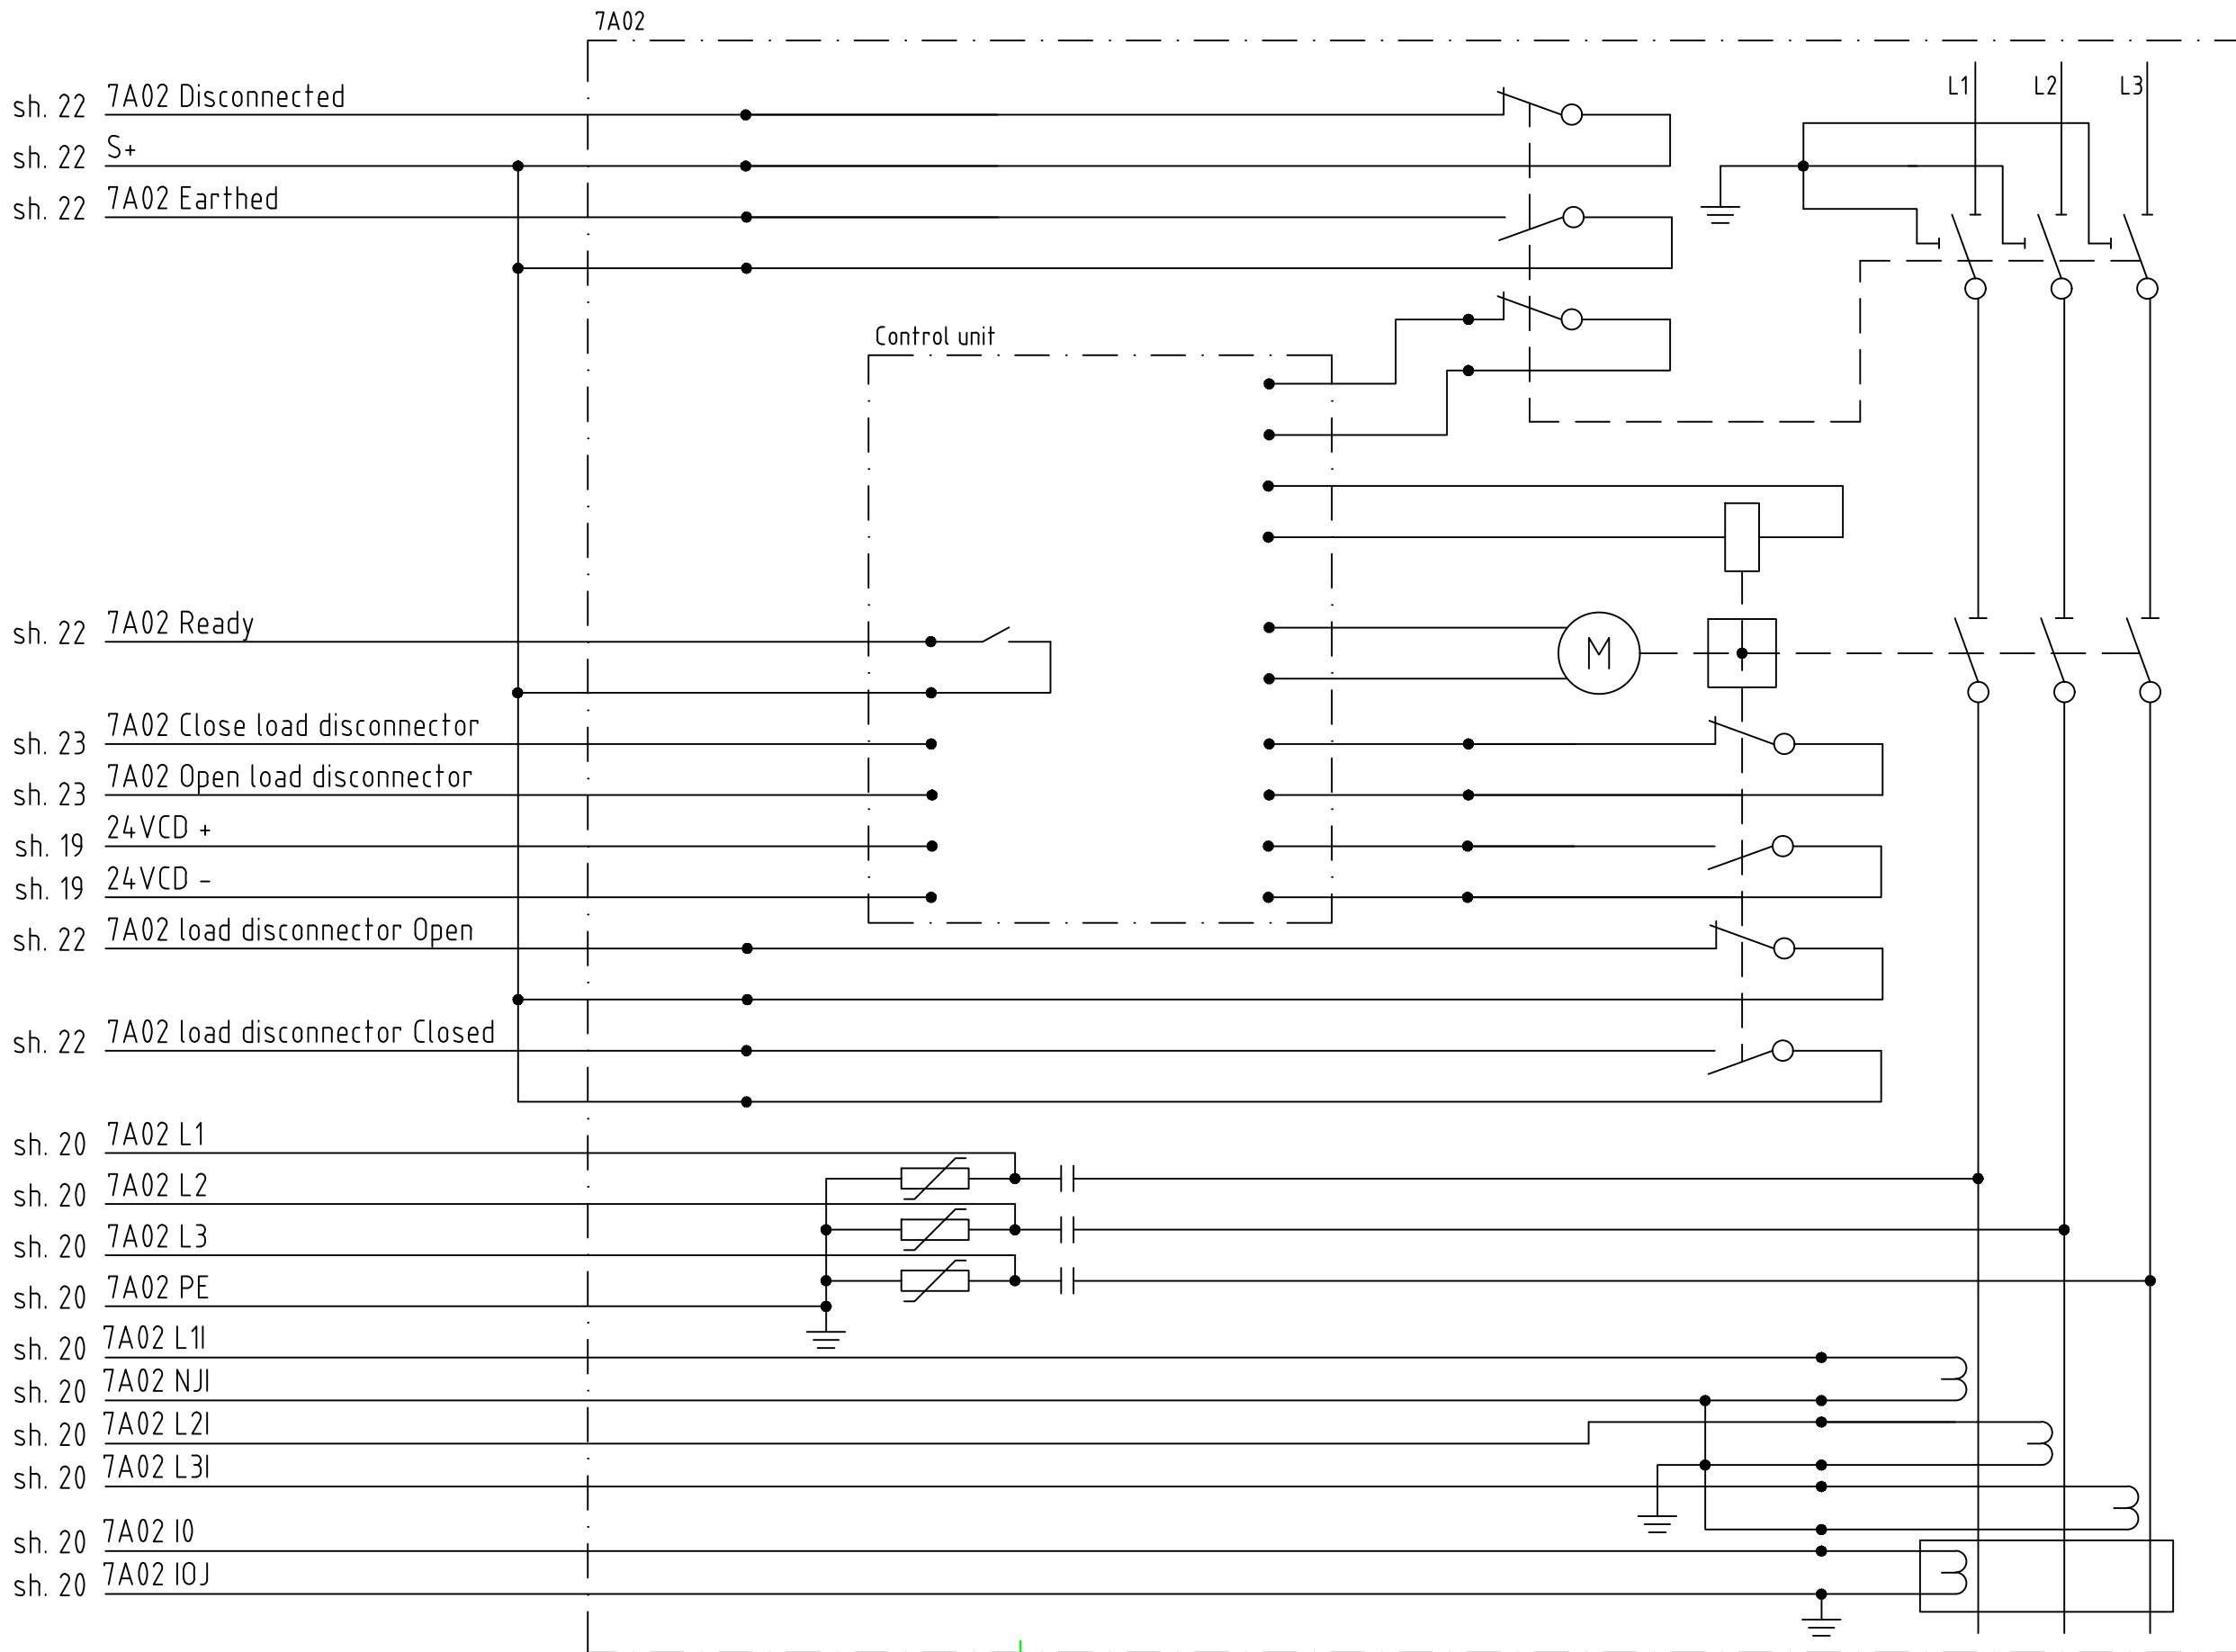 7A02
L1 L2 L3
sh. 22 7A02 Disconnected
sh. 22 S+
sh. 22 7A02 Earthed
Control unit
sh. 22 7A02 Ready
M
sh. 23 7A02 Close load disconnector
sh. 23 7A02 Open load disconnector
sh. 19 24VCD +
sh. 19 24VCD -
sh. 22 7A02 load disconnector Open
sh. 22 7A02 load disconnector Closed
sh. 20 7A02 L1
sh. 20 7A02 L2
sh. 20 7A02 L3
sh. 20 7A02 PE
sh. 20 7A02 L1I
sh. 20 7A02 NJI
sh. 20 7A02 L2I
sh. 20 7A02 L3I
sh. 20 7A02 I0
sh. 20 7A02 IOJ